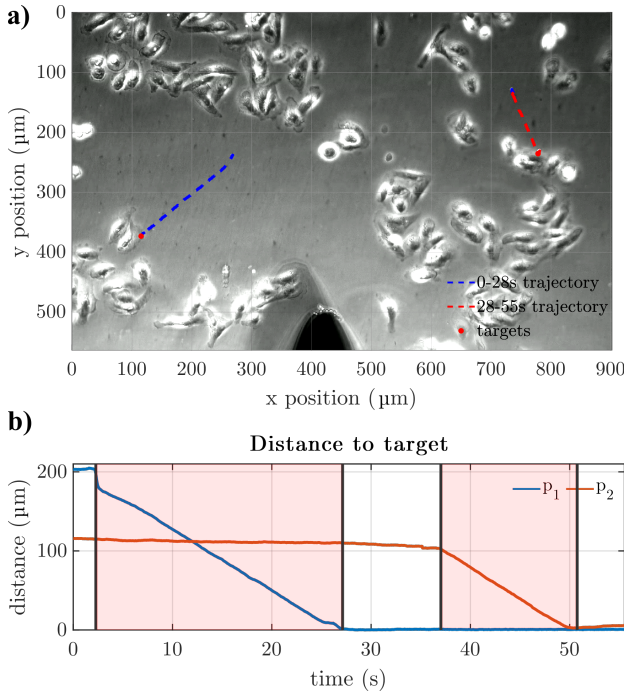 a)
0
100
200
300
400
500
y position (µm)
0-28s trajectory
28-55s trajectory
targets
0 100 200 300 400 500 600 700 800 900
x position (µm)
b)
Distance to target
200
100
0
distance (µm)
p1 p2
0 10 20 30 40 50
time (s)